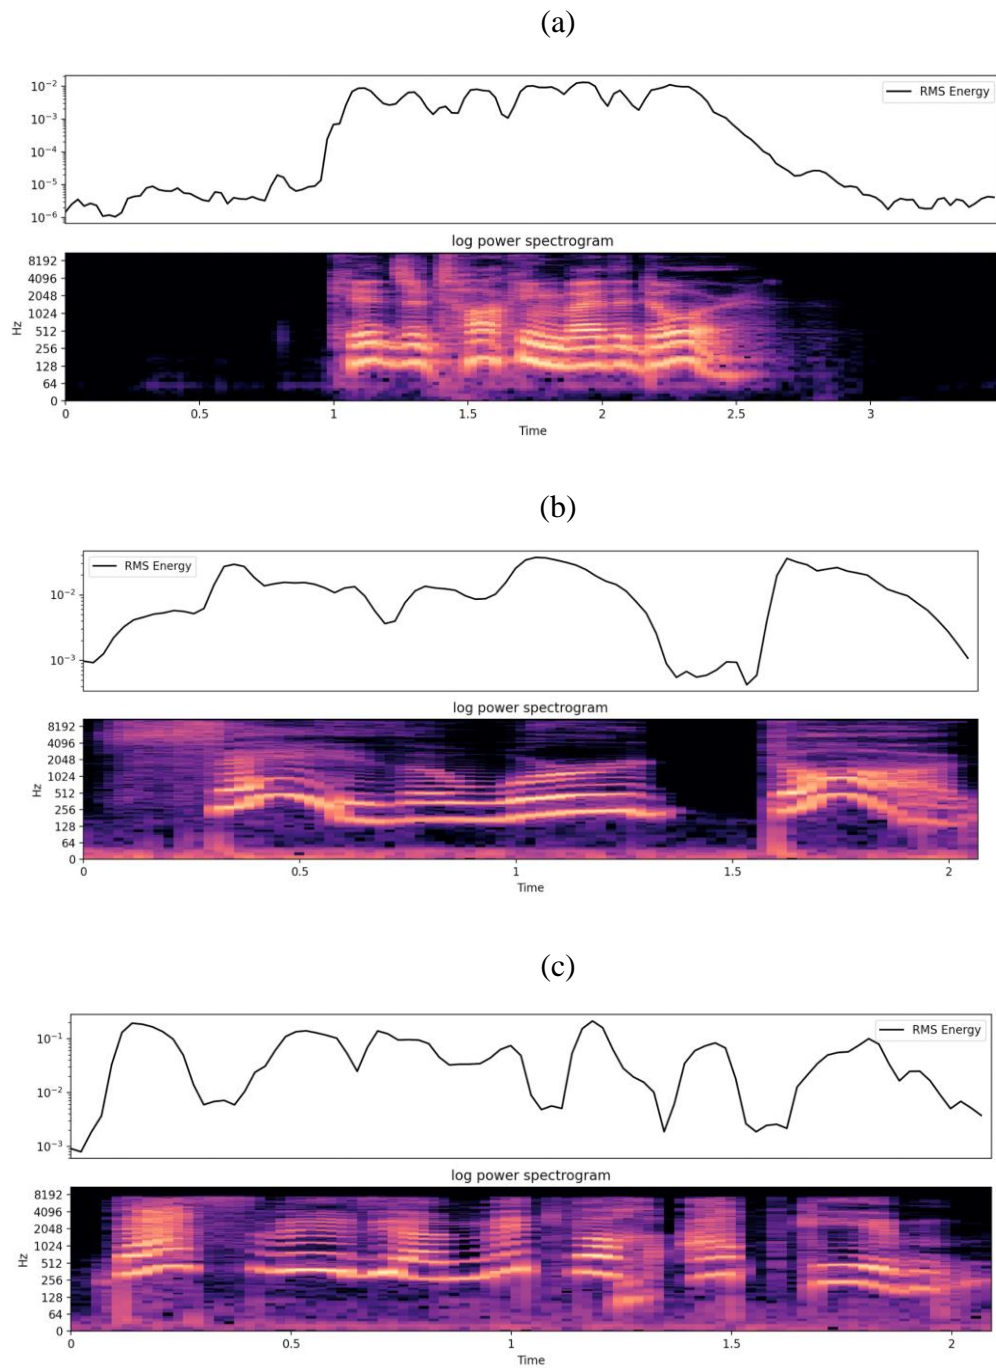 (a)
10⁻²
10⁻³
10⁻⁴
10⁻⁵
10⁻⁶
RMS Energy
log power spectrogram
8192
4096
2048
1024
512
256
128
64
0
Hz
0 0.5 1 1.5 2 2.5 3
Time
(b)
RMS Energy
10⁻²
10⁻³
log power spectrogram
8192
4096
2048
1024
512
256
128
64
0
Hz
0 0.5 1 1.5 2
Time
(c)
RMS Energy
10⁻¹
10⁻²
10⁻³
log power spectrogram
8192
4096
2048
1024
512
256
128
64
0
Hz
0 0.5 1 1.5 2
Time